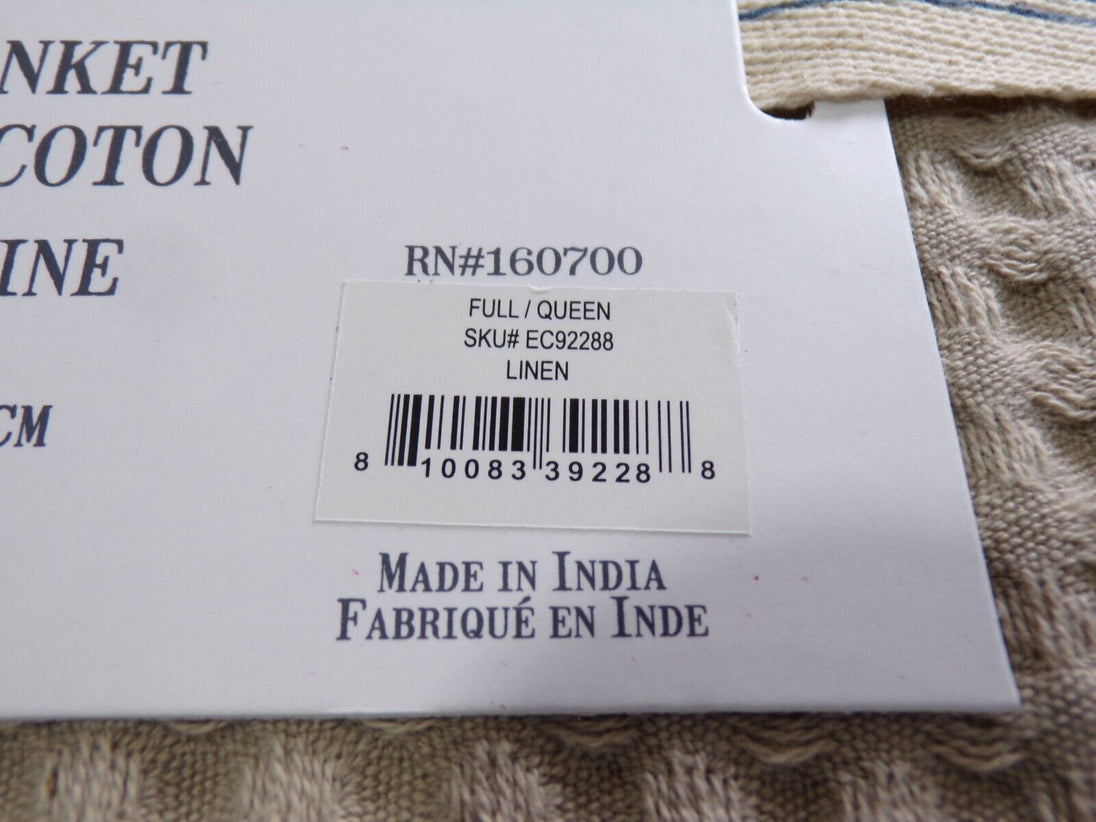 NKET
COTON
INE
CM
RN#160700
FULL / QUEEN
SKU# EC92288
LINEN
8 10083 39228 8
MADE IN INDIA
FABRIQUÉ EN INDE